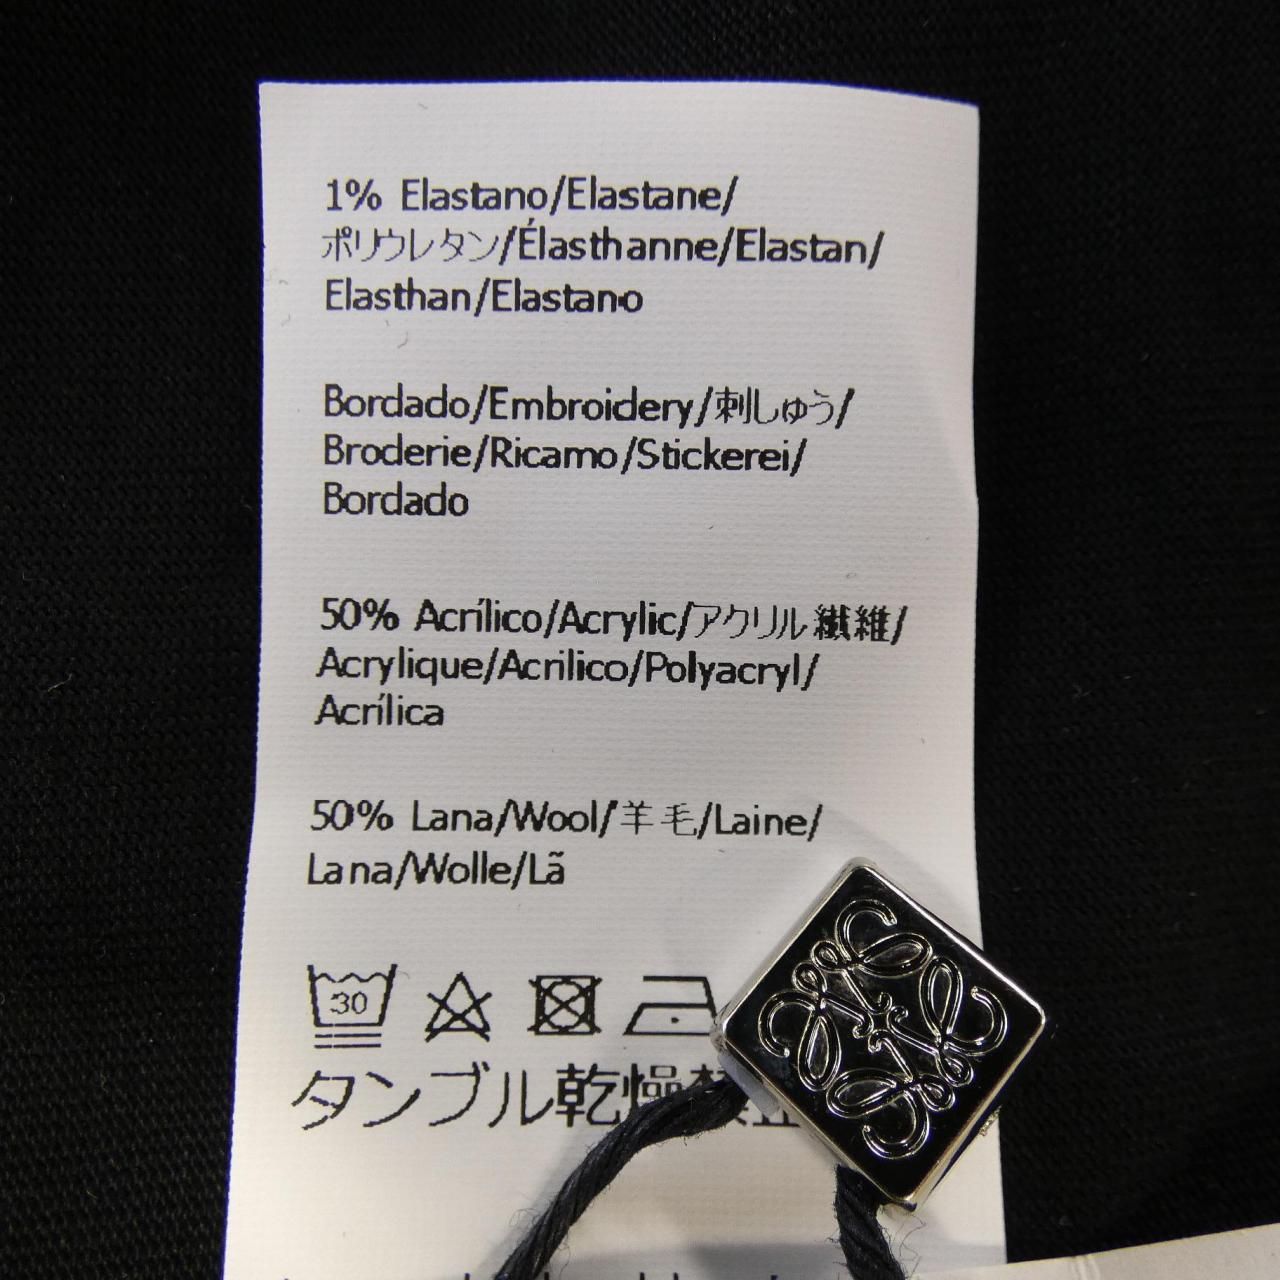 1% Elastano/Elastane/
ポリウレタン/Élasthanne/Elastan/
Elasthan/Elastano
Bordado/Embroidery/刺しゅう/
Broderie/Ricamo/Stickerei/
Bordado
50% Acrílico/Acrylic/アクリル繊維/
Acrylique/Acrilico/Polyacryl/
Acrílica
50% Lana/Wool/羊毛/Laine/
Lana/Wolle/Lã
30
タンブル乾燥禁止